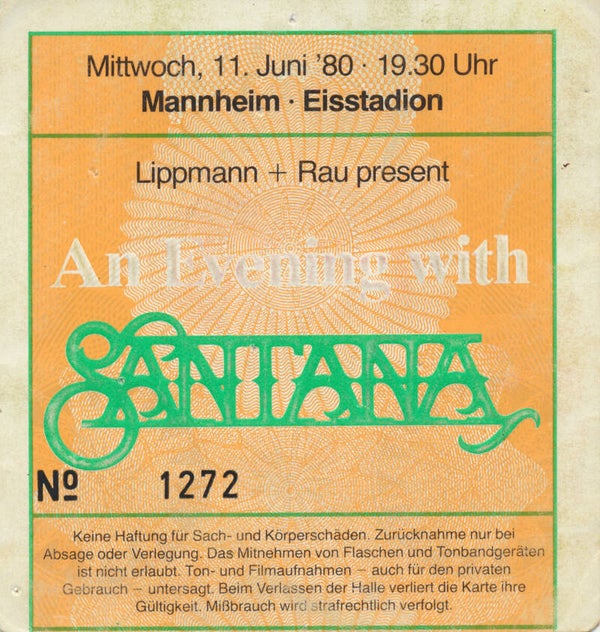 Mittwoch, 11. Juni '80 · 19.30 Uhr
Mannheim · Eisstadion
Lippmann + Rau present
An Evening with
SANTANA
Nº 1272
Keine Haftung für Sach- und Körperschäden. Zurücknahme nur bei
Absage oder Verlegung. Das Mitnehmen von Flaschen und Tonbandgeräten
ist nicht erlaubt. Ton- und Filmaufnahmen – auch für den privaten
Gebrauch – untersagt. Beim Verlassen der Halle verliert die Karte ihre
Gültigkeit. Mißbrauch wird strafrechtlich verfolgt.